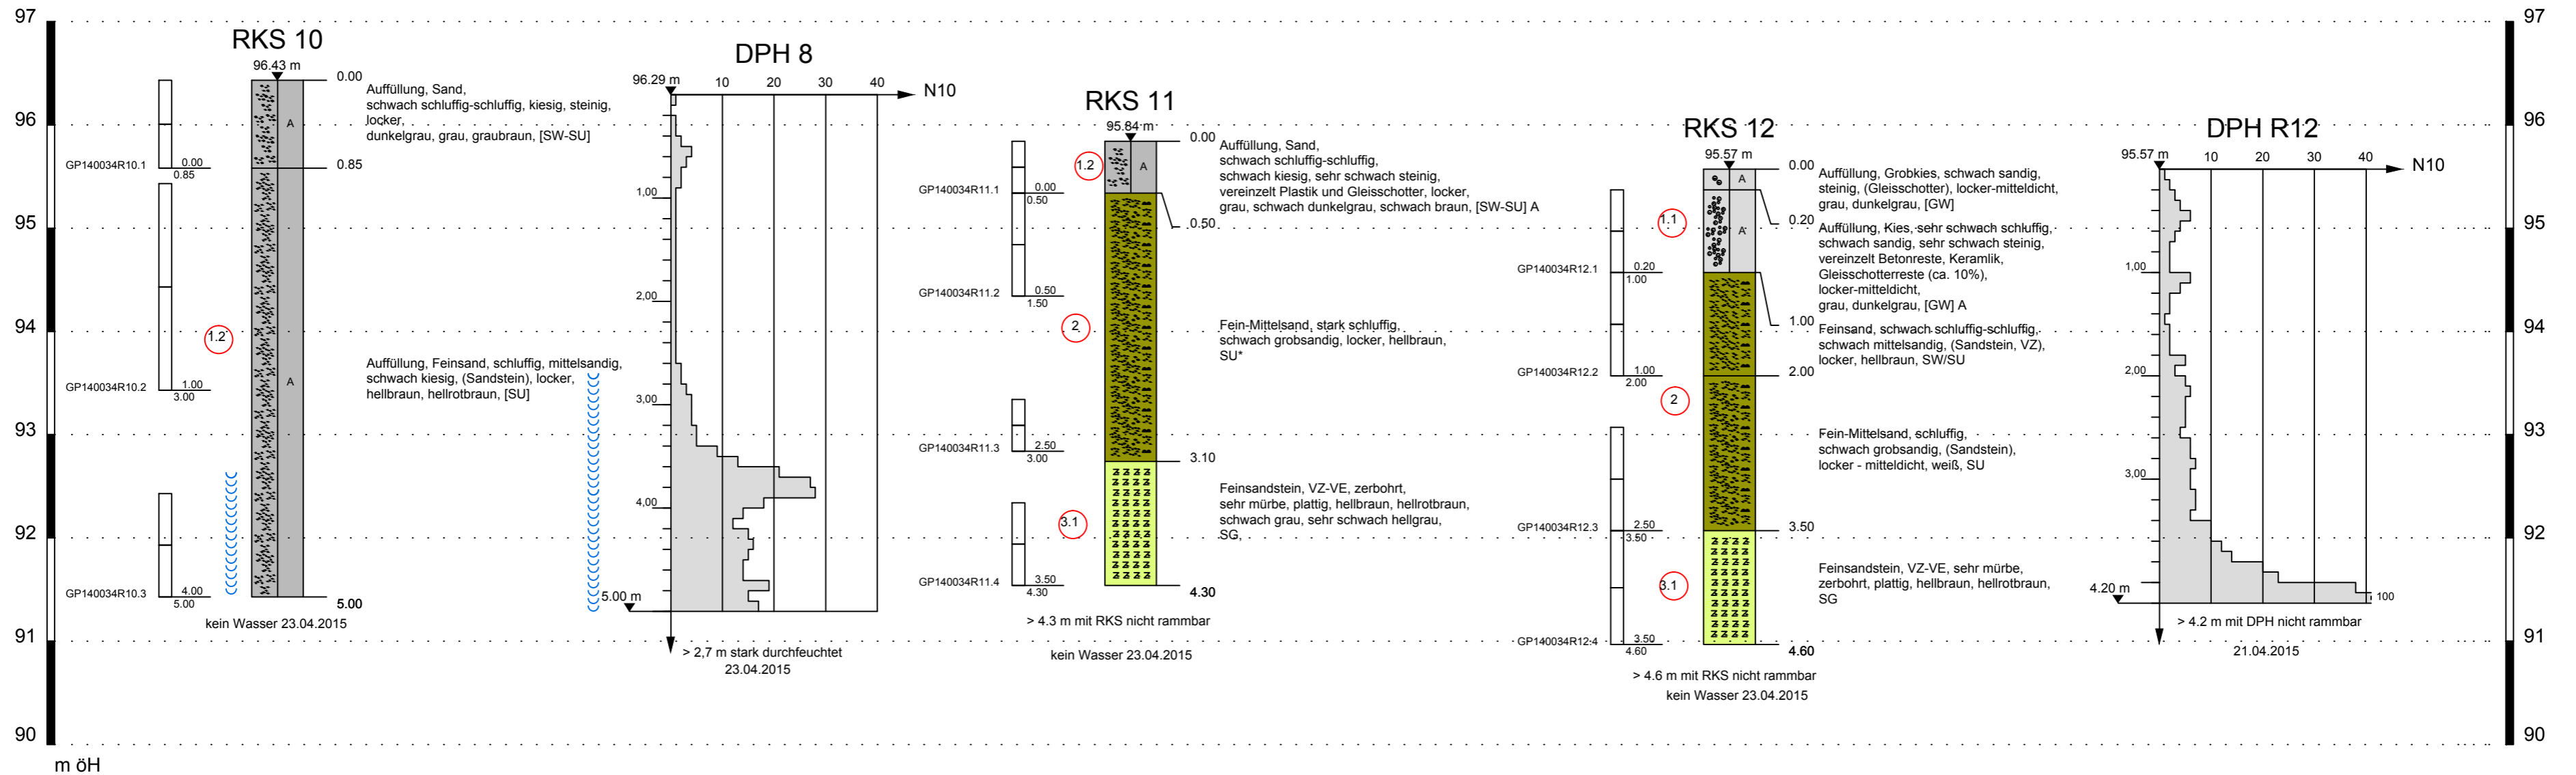 97
96
95
94
93
92
91
90
m öH
RKS 10
96.43 m
0.00
A
0.85
A
5.00
Auffüllung, Sand,
schwach schluffig-schluffig, kiesig, steinig,
locker,
dunkelgrau, grau, graubraun, [SW-SU]
Auffüllung, Feinsand, schluffig, mittelsandig,
schwach kiesig, (Sandstein), locker,
hellbraun, hellrotbraun, [SU]
GP140034R10.1
0.00
0.85
1.2
GP140034R10.2
1.00
3.00
GP140034R10.3
4.00
5.00
kein Wasser 23.04.2015
DPH 8
96.29 m
10 20 30 40
N10
1,00
2,00
3,00
4,00
5.00 m
> 2,7 m stark durchfeuchtet
23.04.2015
RKS 11
95.84 m
0.00
A
0.50
3.10
4.30
Auffüllung, Sand,
schwach schluffig-schluffig,
schwach kiesig, sehr schwach steinig,
vereinzelt Plastik und Gleisschotter, locker,
grau, schwach dunkelgrau, schwach braun, [SW-SU] A
Fein-Mittelsand, stark schluffig,
schwach grobsandig, locker, hellbraun,
SU*
Feinsandstein, VZ-VE, zerbohrt,
sehr mürbe, plattig, hellbraun, hellrotbraun,
schwach grau, sehr schwach hellgrau,
SG,
1.2
GP140034R11.1
0.00
0.50
GP140034R11.2
0.50
1.50
2
GP140034R11.3
2.50
3.00
3.1
GP140034R11.4
3.50
4.30
> 4.3 m mit RKS nicht rammbar
kein Wasser 23.04.2015
RKS 12
95.57 m
0.00
A
0.20
A
1.00
2.00
3.50
4.60
Auffüllung, Grobkies, schwach sandig,
steinig, (Gleisschotter), locker-mitteldicht,
grau, dunkelgrau, [GW]
Auffüllung, Kies, sehr schwach schluffig,
schwach sandig, sehr schwach steinig,
vereinzelt Betonreste, Keramlik,
Gleisschotterreste (ca. 10%),
locker-mitteldicht,
grau, dunkelgrau, [GW] A
Feinsand, schwach schluffig-schluffig,
schwach mittelsandig, (Sandstein, VZ),
locker, hellbraun, SW/SU
Fein-Mittelsand, schluffig,
schwach grobsandig, (Sandstein),
locker - mitteldicht, weiß, SU
Feinsandstein, VZ-VE, sehr mürbe,
zerbohrt, plattig, hellbraun, hellrotbraun,
SG
1.1
GP140034R12.1
0.20
1.00
GP140034R12.2
1.00
2.00
2
GP140034R12.3
2.50
3.50
3.1
GP140034R12.4
3.50
4.60
> 4.6 m mit RKS nicht rammbar
kein Wasser 23.04.2015
DPH R12
95.57 m
10 20 30 40
N10
1,00
2,00
3,00
4.20 m
100
> 4.2 m mit DPH nicht rammbar
21.04.2015
97
96
95
94
93
92
91
90